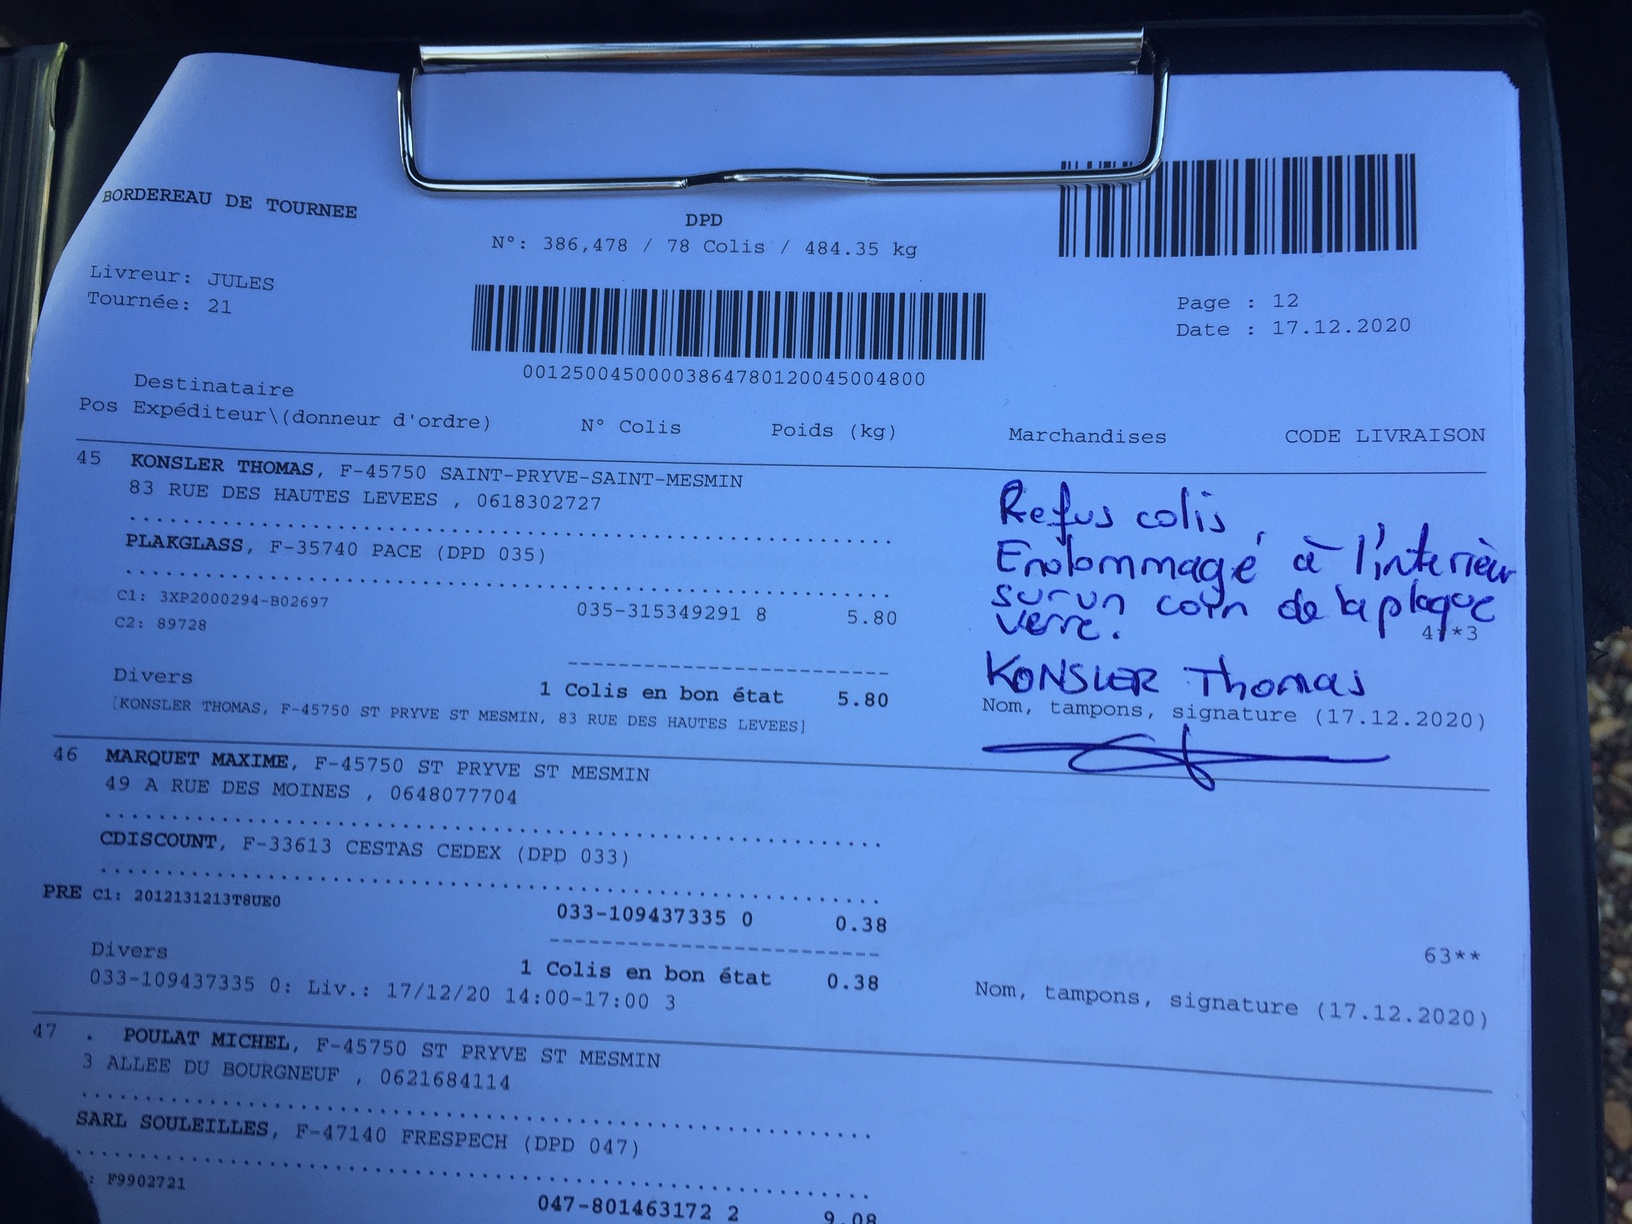 BORDEREAU DE TOURNEE
DPD
N°: 386,478 / 78 Colis / 484.35 kg
Livreur: JULES
Tournée: 21
Page : 12
Date : 17.12.2020
00125004500003864780120045004800
Destinataire
Pos Expéditeur\(donneur d'ordre) N° Colis Poids (kg) Marchandises CODE LIVRAISON
45 KONSLER THOMAS, F-45750 SAINT-PRYVE-SAINT-MESMIN
83 RUE DES HAUTES LEVEES , 0618302727
PLAKGLASS, F-35740 PACE (DPD 035)
C1: 3XP2000294-B02697 035-315349291 8 5.80
C2: 89728
Refus colis
Endommagé à l'intérieur
sur un coin de la plaque
verre.
4**3
KONSLER Thomas
Divers 1 Colis en bon état 5.80
[KONSLER THOMAS, F-45750 ST PRYVE ST MESMIN, 83 RUE DES HAUTES LEVEES]
Nom, tampons, signature (17.12.2020)
46 MARQUET MAXIME, F-45750 ST PRYVE ST MESMIN
49 A RUE DES MOINES , 0648077704
CDISCOUNT, F-33613 CESTAS CEDEX (DPD 033)
PRE C1: 2012131213T8UE0 033-109437335 0 0.38
63**
Divers 1 Colis en bon état 0.38
033-109437335 0: Liv.: 17/12/20 14:00-17:00 3
Nom, tampons, signature (17.12.2020)
47 . POULAT MICHEL, F-45750 ST PRYVE ST MESMIN
3 ALLEE DU BOURGNEUF , 0621684114
SARL SOULEILLES, F-47140 FRESPECH (DPD 047)
: F9902721 047-801463172 2 9.08